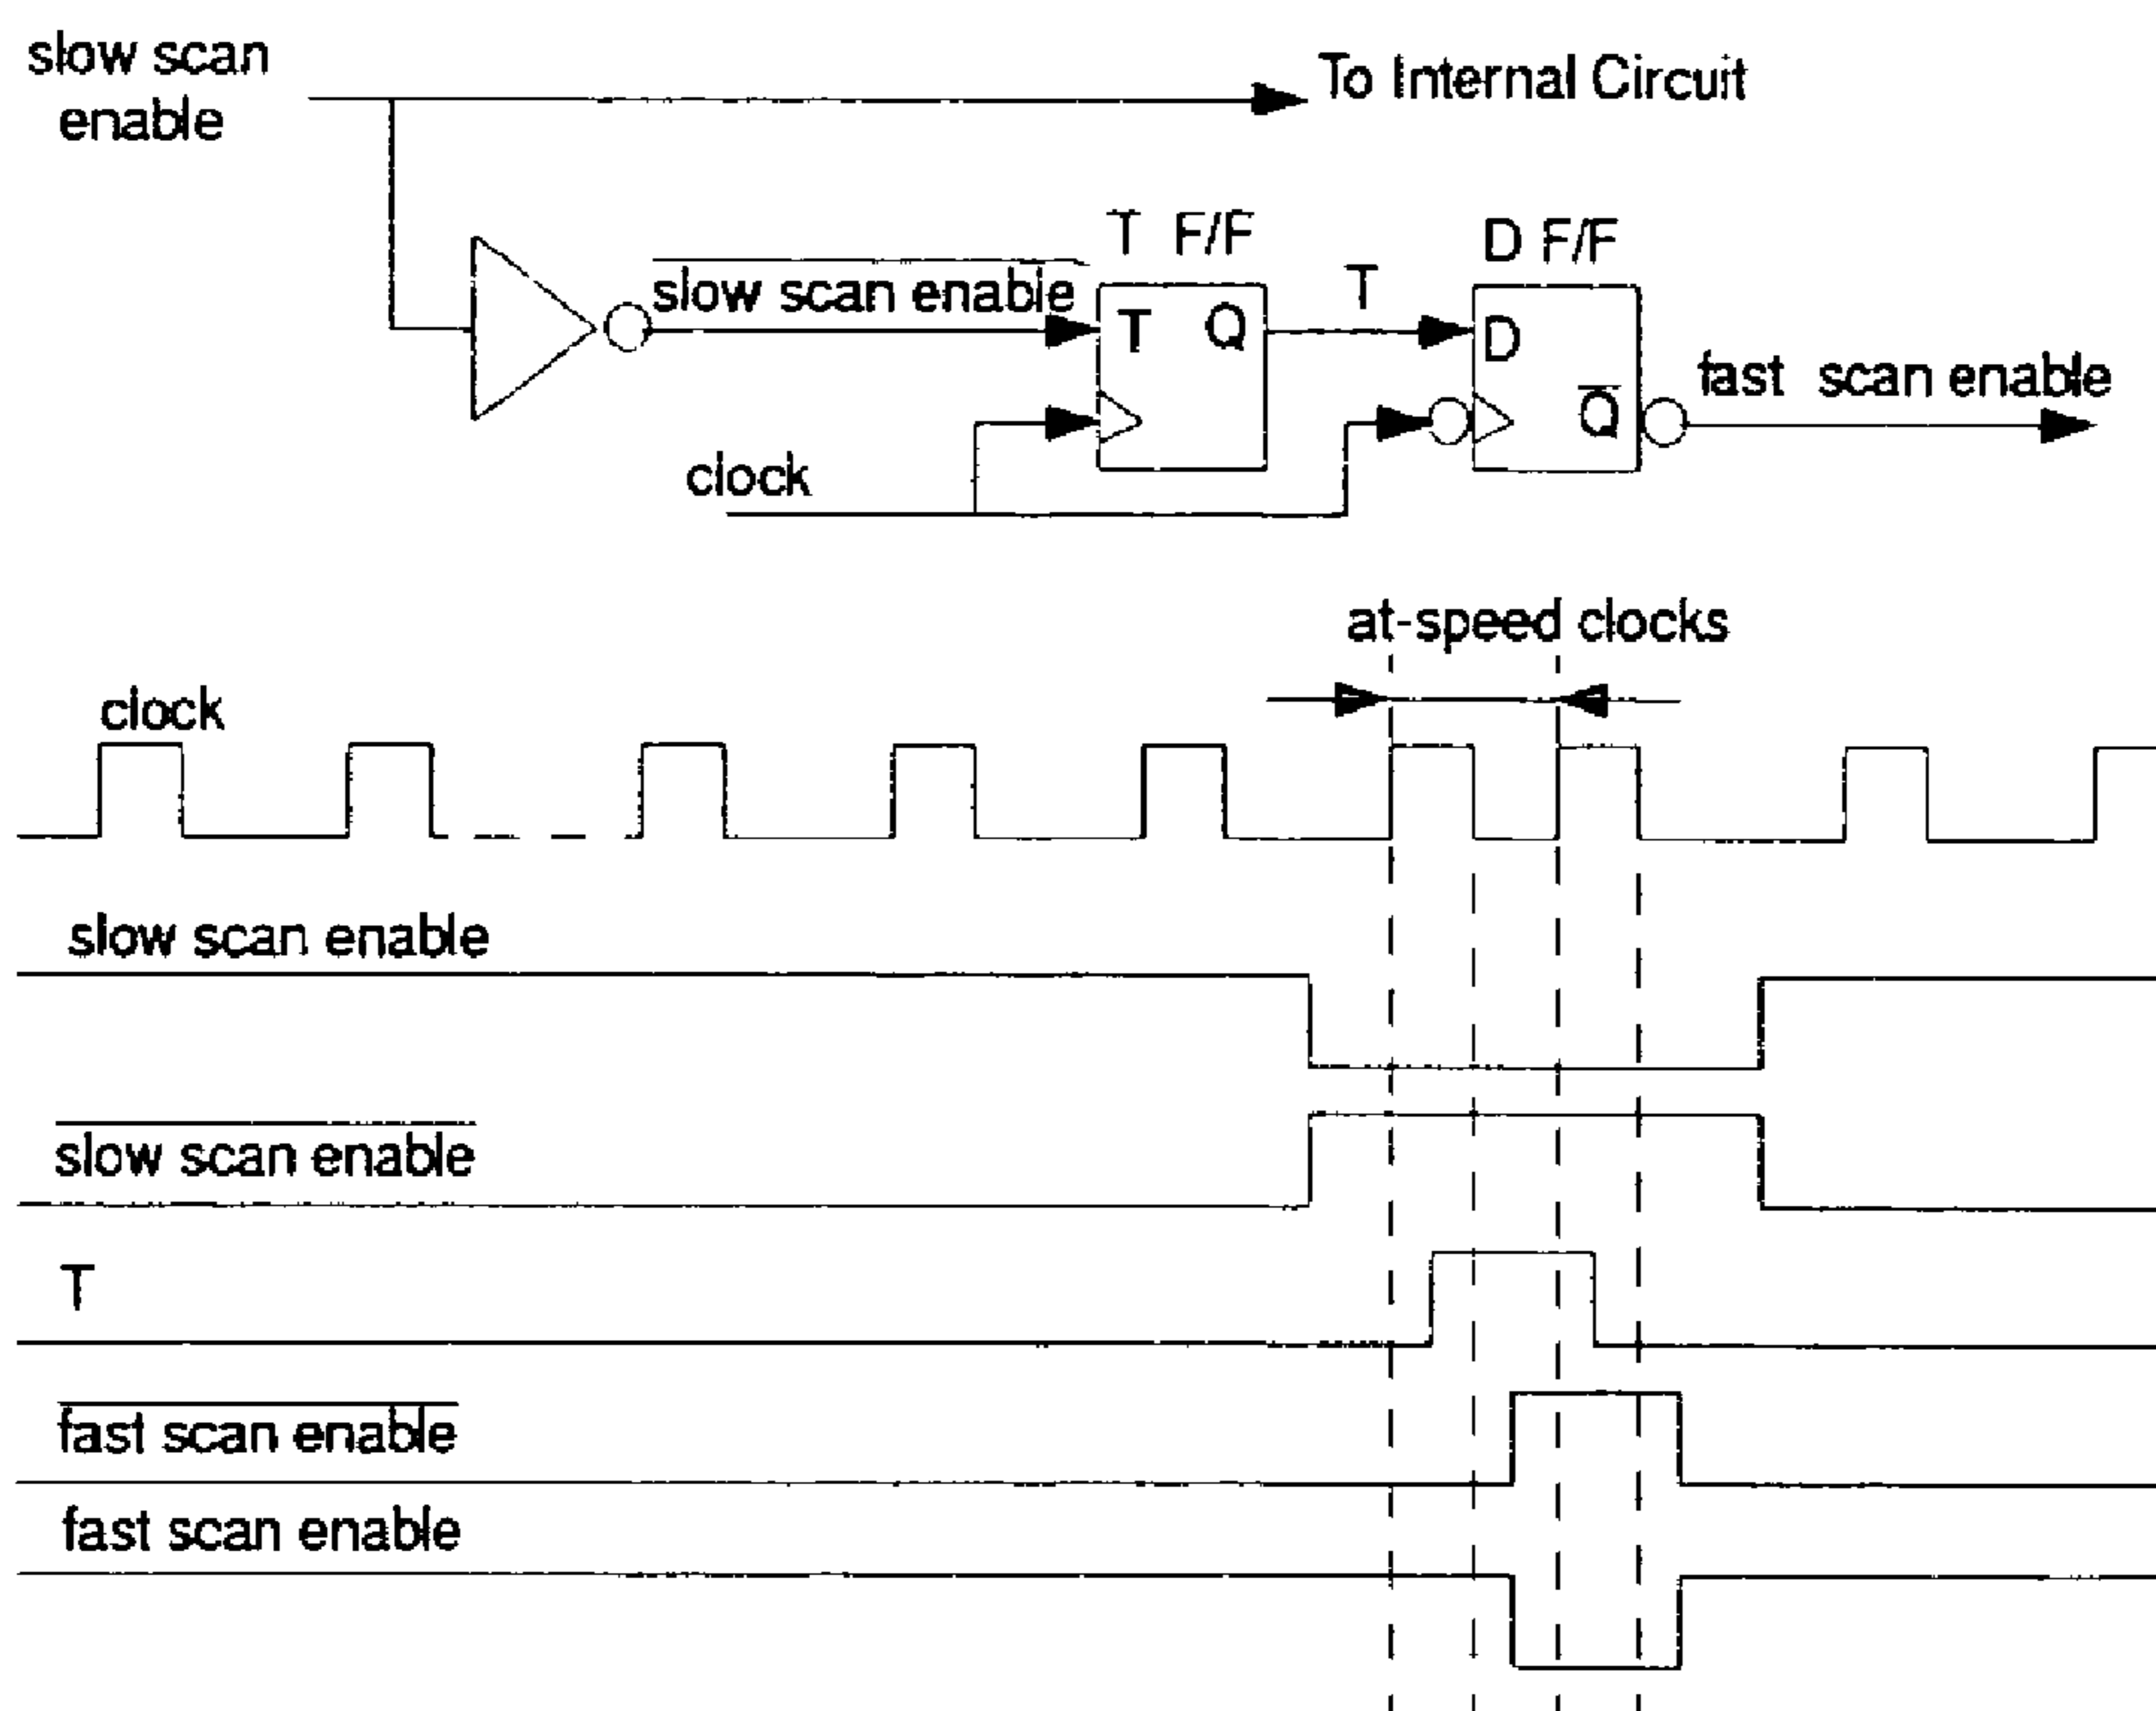 slow scan
enable
To Internal Circuit
T F/F
D F/F
slow scan enable
T
T Q
D
Q
fast scan enable
clock
at-speed clocks
clock
slow scan enable
slow scan enable
T
fast scan enable
fast scan enable